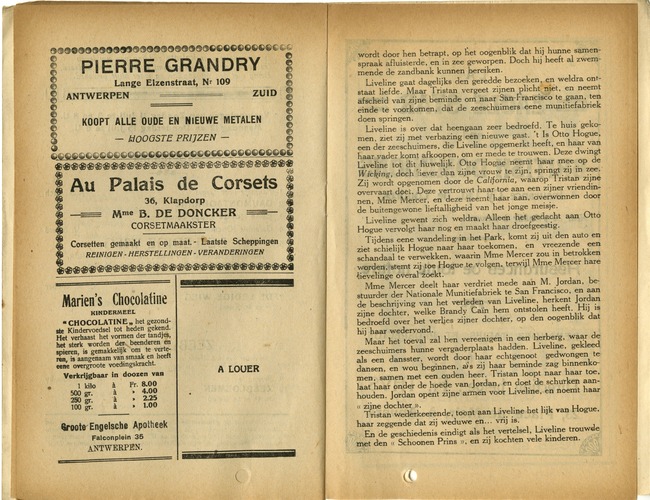 PIERRE GRANDRY
Lange Elzenstraat, Nr 109
ANTWERPEN ZUID
KOOPT ALLE OUDE EN NIEUWE METALEN
— HOOGSTE PRIJZEN —
Au Palais de Corsets
36, Klapdorp
Mme B. DE DONCKER
CORSETMAAKSTER
Corsetten gemaakt en op maat. - Laatste Scheppingen
REINIGEN - HERSTELLINGEN - VERANDERINGEN
Marien's Chocolatine
KINDERMEEL
"CHOCOLATINE" het gezond-
ste Kindervoedsel tot heden gekend.
Het verbaast het vormen der tandjes,
het sterk worden der beenderen en
spieren, is gemakkelijk om te verte-
ren, is aangenaam van smaak en heeft
eene overgroote voedingskracht.
Verkrijgbaar in doozen van
1 kilo à Fr. 8.00
500 gr. à » 4.00
250 gr. à » 2.25
100 gr. à » 1.00
Groote Engelsche Apotheek
Falconplein 35
ANTWERPEN.
A LOUER
wordt door hen betrapt, op het oogenblik dat hij hunne samen-
spraak afluisterde, en in zee geworpen. Doch hij heeft al zwem-
mende de zandbank kunnen bereiken.
Liveline gaat dagelijks den geredde bezoeken, en weldra ont-
staat liefde. Maar Tristan vergeet zijnen plicht niet, en neemt
afscheid van zijne beminde om naar San-Francisco te gaan, ten
einde te voorkomen, dat de zeeschuimers eene munitiefabriek
doen springen.
Liveline is over dat heengaan zeer bedroefd. Te huis geko-
men, ziet zij met verbazing een nieuwe gast. 't Is Otto Hogue,
een der zeeschuimers, die Liveline opgemerkt heeft, en haar van
haar vader komt afkoopen, om er mede te trouwen. Deze dwingt
Liveline tot dit huwelijk. Otto Hogue neemt haar mee op de
Wicking, doch liever dan zijne vrouw te zijn, springt zij in zee.
Zij wordt opgenomen door de California, waarop Tristan zijne
overvaart doet. Deze vertrouwt haar toe aan een zijner vriendin-
nen, Mme Mercer, en deze neemt haar aan, overwonnen door
de buitengewone lieftalligheid van het jonge meisje.
Liveline gewent zich weldra. Alleen het gedacht aan Otto
Hogue vervolgt haar nog en maakt haar droefgeestig.
Tijdens eene wandeling in het Park, komt zij uit den auto en
ziet schielijk Hogue naar haar toekomen, en vreezende een
schandaal te verwekken, waarin Mme Mercer zou in betrokken
worden, stemt zij toe Hogue te volgen, terwijl Mme Mercer hare
lievelinge overal zoekt.
Mme Mercer deelt haar verdriet mede aan M. Jordan, be-
stuurder der Nationale Munitiefabriek te San Francisco, en aan
de beschrijving van het verleden van Liveline, herkent Jordan
zijne dochter, welke Brandy Caïn hem ontstolen heeft. Hij is
bedroefd over het verlies zijner dochter, op den oogenblik dat
hij haar wedervond.
Maar het toeval zal hen vereenigen in een herberg, waar de
zeeschuimers hunne vergaderplaats hadden. Liveline, gekleed
als een dansster, wordt door haar echtgenoot gedwongen te
dansen, en wou beginnen, als zij haar beminde zag binnenko-
men, samen met een ouden heer. Tristan loopt naar haar toe,
laat haar onder de hoede van Jordan, en doet de schurken aan-
houden. Jordan opent zijne armen voor Liveline, en noemt haar
« zijne dochter ».
Tristan wederkeerende, toont aan Liveline het lijk van Hogue,
haar zeggende dat zij weduwe en... vrij is.
En de geschiedenis eindigt als het vertelsel, Liveline trouwde
met den « Schoonen Prins », en zij kochten vele kinderen.